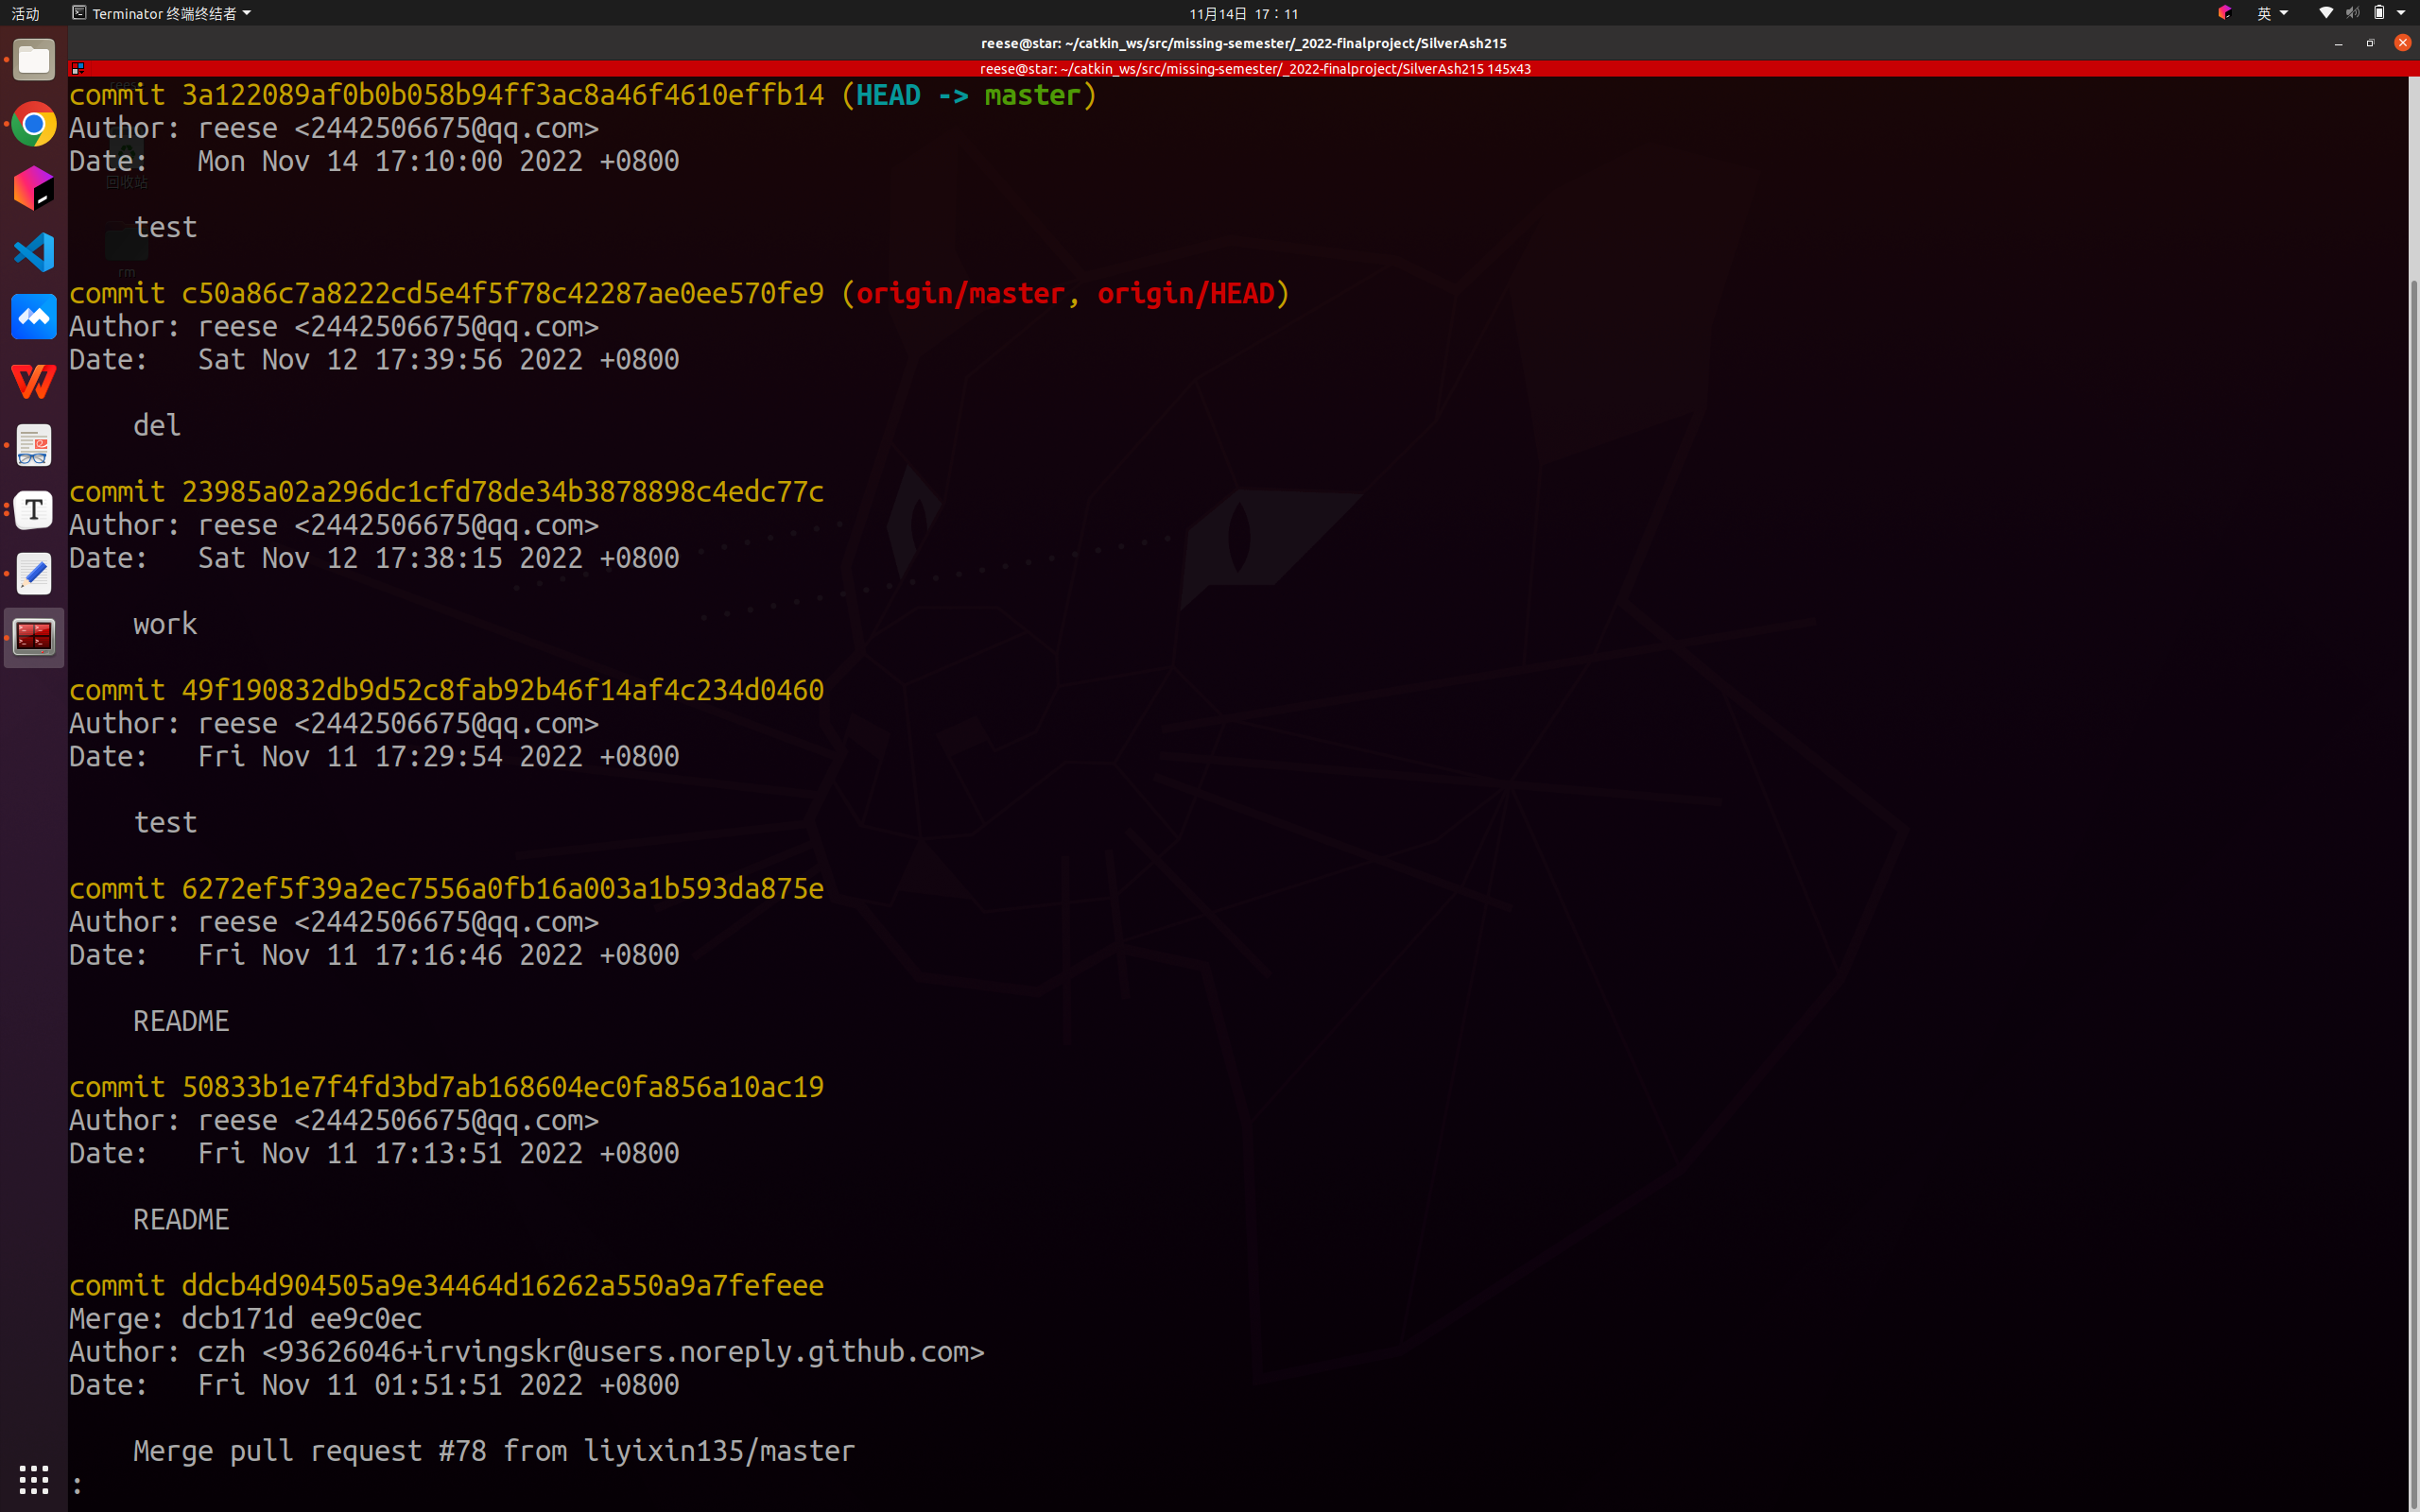 活动
Terminator 终端终结者
11月14日 17：11
英
reese@star: ~/catkin_ws/src/missing-semester/_2022-finalproject/SilverAsh215
reese@star: ~/catkin_ws/src/missing-semester/_2022-finalproject/SilverAsh215 145x43
commit 3a122089af0b0b058b94ff3ac8a46f4610effb14 (HEAD -> master)
Author: reese <2442506675@qq.com>
Date:   Mon Nov 14 17:10:00 2022 +0800
回收站
test
rm
commit c50a86c7a8222cd5e4f5f78c42287ae0ee570fe9 (origin/master, origin/HEAD)
Author: reese <2442506675@qq.com>
Date:   Sat Nov 12 17:39:56 2022 +0800
del
commit 23985a02a296dc1cfd78de34b3878898c4edc77c
Author: reese <2442506675@qq.com>
Date:   Sat Nov 12 17:38:15 2022 +0800
work
commit 49f190832db9d52c8fab92b46f14af4c234d0460
Author: reese <2442506675@qq.com>
Date:   Fri Nov 11 17:29:54 2022 +0800
test
commit 6272ef5f39a2ec7556a0fb16a003a1b593da875e
Author: reese <2442506675@qq.com>
Date:   Fri Nov 11 17:16:46 2022 +0800
README
commit 50833b1e7f4fd3bd7ab168604ec0fa856a10ac19
Author: reese <2442506675@qq.com>
Date:   Fri Nov 11 17:13:51 2022 +0800
README
commit ddcb4d904505a9e34464d16262a550a9a7fefeee
Merge: dcb171d ee9c0ec
Author: czh <93626046+irvingskr@users.noreply.github.com>
Date:   Fri Nov 11 01:51:51 2022 +0800
Merge pull request #78 from liyixin135/master
: